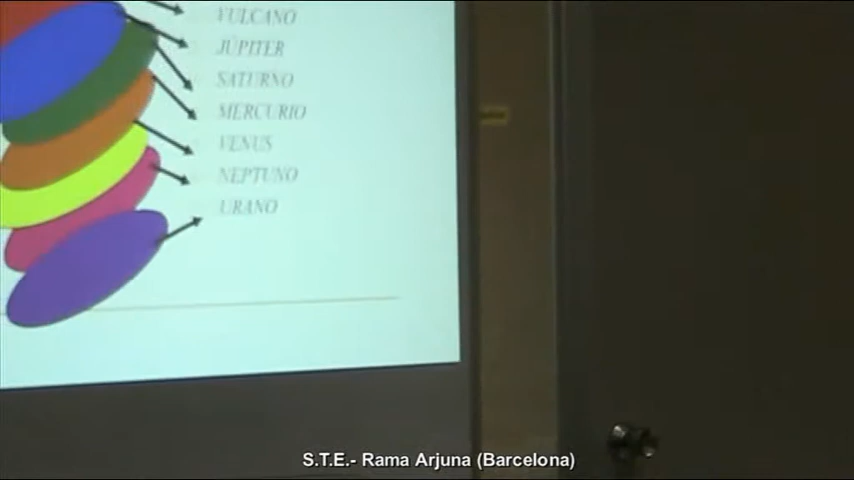 VULCANO
JÚPITER
SATURNO
MERCURIO
VENUS
NEPTUNO
URANO
S.T.E.- Rama Arjuna (Barcelona)